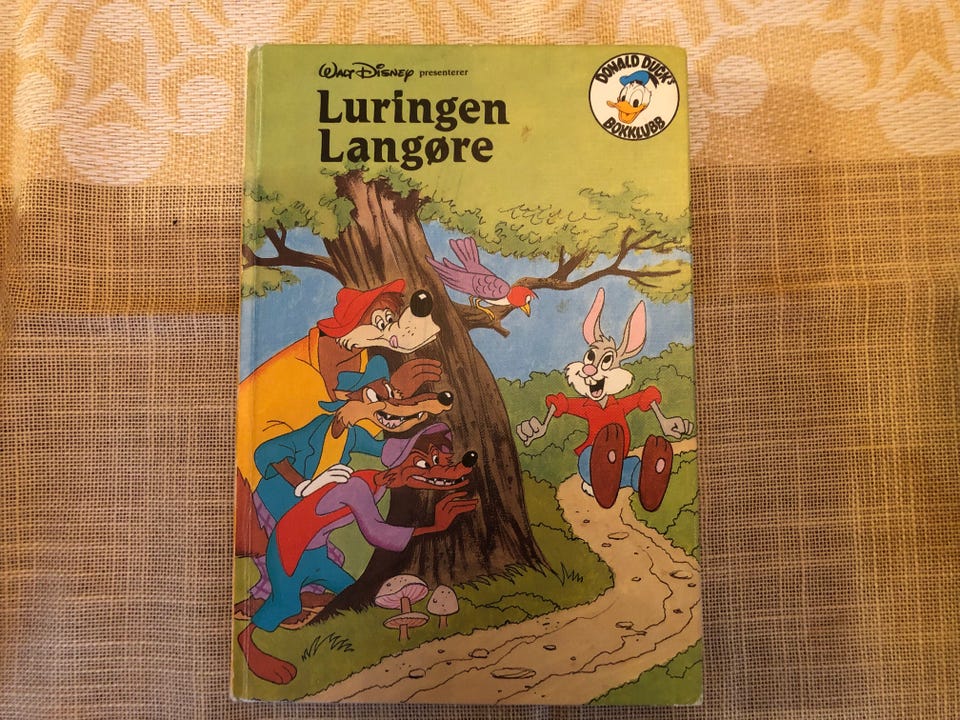 WALT DISNEY presenterer
Luringen
Langøre
DONALD DUCK'S
BOKKLUBB